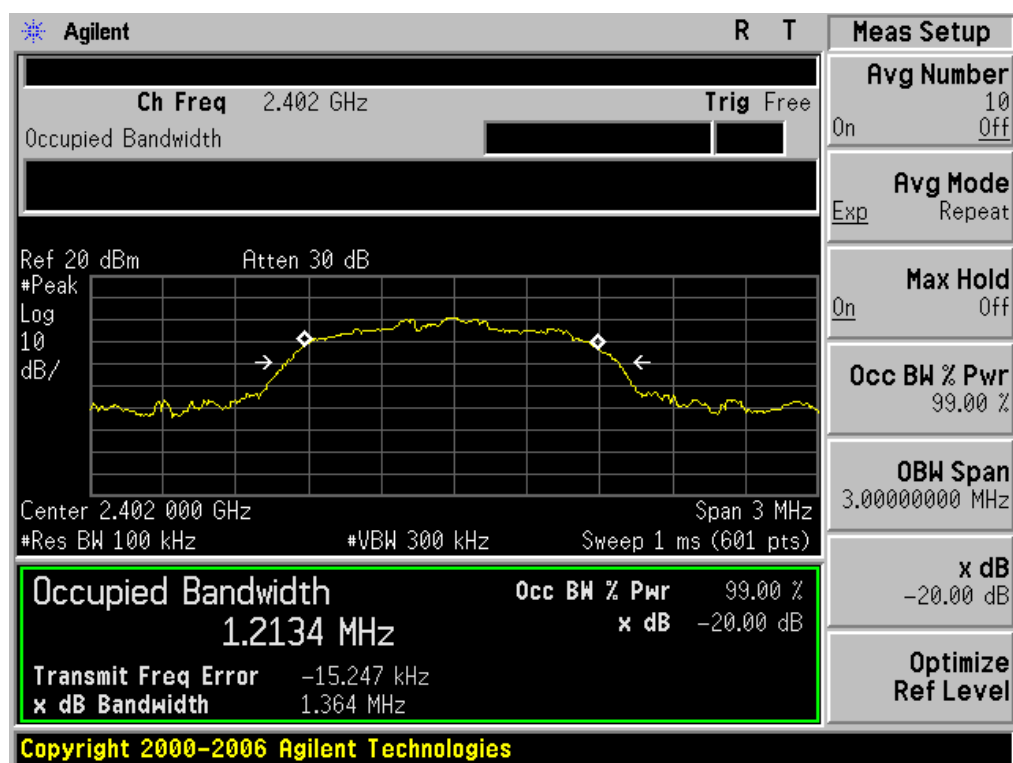 Agilent R T
Ch Freq 2.402 GHz Trig Free
Occupied Bandwidth
Ref 20 dBm Atten 30 dB
#Peak
Log
10
dB/
Center 2.402 000 GHz Span 3 MHz
#Res BW 100 kHz #VBW 300 kHz Sweep 1 ms (601 pts)
Occupied Bandwidth Occ BW % Pwr 99.00 %
1.2134 MHz x dB -20.00 dB
Transmit Freq Error -15.247 kHz
x dB Bandwidth 1.364 MHz
Meas Setup
Avg Number
10
On Off
Avg Mode
Exp Repeat
Max Hold
On Off
Occ BW % Pwr
99.00 %
OBW Span
3.00000000 MHz
x dB
-20.00 dB
Optimize
Ref Level
Copyright 2000-2006 Agilent Technologies